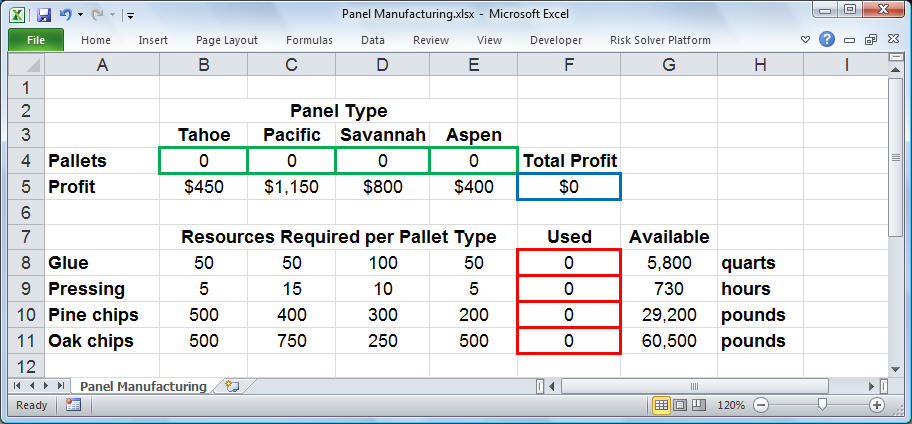 Panel Manufacturing.xlsx - Microsoft Excel
File Home Insert Page Layout Formulas Data Review View Developer Risk Solver Platform
A B C D E F G H I
1
2 Panel Type
3 Tahoe Pacific Savannah Aspen
4 Pallets 0 0 0 0 Total Profit
5 Profit $450 $1,150 $800 $400 $0
6
7 Resources Required per Pallet Type Used Available
8 Glue 50 50 100 50 0 5,800 quarts
9 Pressing 5 15 10 5 0 730 hours
10 Pine chips 500 400 300 200 0 29,200 pounds
11 Oak chips 500 750 250 500 0 60,500 pounds
12
Panel Manufacturing
Ready 120%